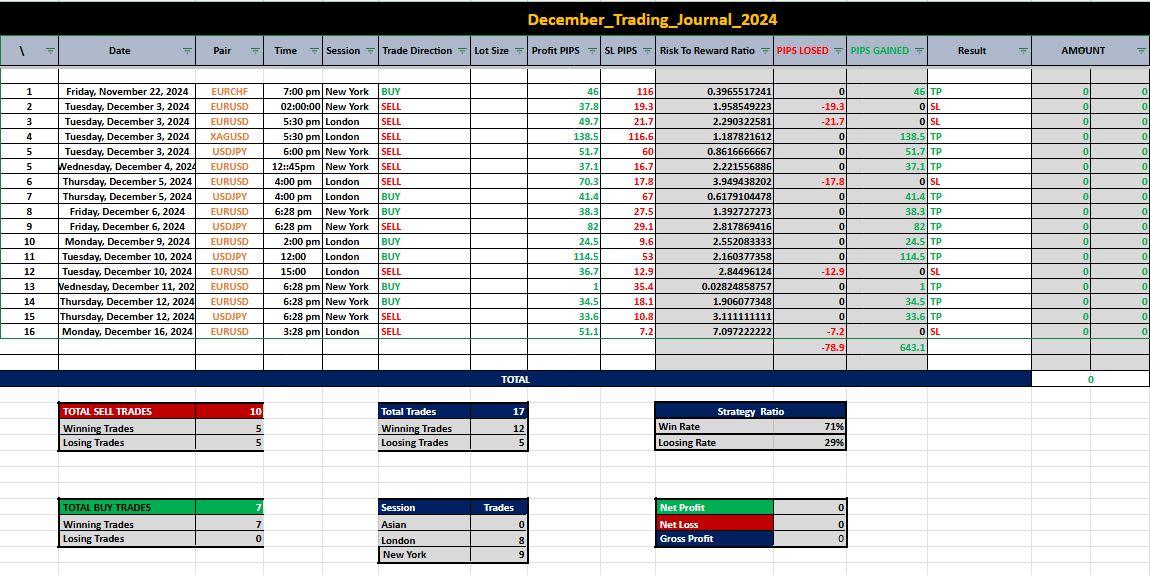 December_Trading_Journal_2024
\ Date Pair Time Session Trade Direction Lot Size Profit PIPS SL PIPS Risk To Reward Ratio PIPS LOSED PIPS GAINED Result AMOUNT
1 Friday, November 22, 2024 EURCHF 7:00 pm New York BUY 46 116 0.3965517241 0 46 TP 0 0
2 Tuesday, December 3, 2024 EURUSD 02:00:00 New York SELL 37.8 19.3 1.958549223 -19.3 0 SL 0 0
3 Tuesday, December 3, 2024 EURUSD 5:30 pm London SELL 49.7 21.7 2.290322581 -21.7 0 SL 0 0
4 Tuesday, December 3, 2024 XAGUSD 5:30 pm London SELL 138.5 116.6 1.187821612 0 138.5 TP 0 0
5 Tuesday, December 3, 2024 USDJPY 6:00 pm New York SELL 51.7 60 0.8616666667 0 51.7 TP 0 0
5 Wednesday, December 4, 2024 EURUSD 12::45pm New York SELL 37.1 16.7 2.221556886 0 37.1 TP 0 0
6 Thursday, December 5, 2024 EURUSD 4:00 pm London SELL 70.3 17.8 3.949438202 -17.8 0 SL 0 0
7 Thursday, December 5, 2024 USDJPY 4:00 pm London BUY 41.4 67 0.6179104478 0 41.4 TP 0 0
8 Friday, December 6, 2024 EURUSD 6:28 pm New York BUY 38.3 27.5 1.392727273 0 38.3 TP 0 0
9 Friday, December 6, 2024 USDJPY 6:28 pm New York SELL 82 29.1 2.817869416 0 82 TP 0 0
10 Monday, December 9, 2024 EURUSD 2:00 pm London BUY 24.5 9.6 2.552083333 0 24.5 TP 0 0
11 Tuesday, December 10, 2024 USDJPY 12:00 London BUY 114.5 53 2.160377358 0 114.5 TP 0 0
12 Tuesday, December 10, 2024 EURUSD 15:00 London SELL 36.7 12.9 2.84496124 -12.9 0 SL 0 0
13 Wednesday, December 11, 202 EURUSD 6:28 pm New York BUY 1 35.4 0.02824858757 0 1 TP 0 0
14 Thursday, December 12, 2024 EURUSD 6:28 pm New York BUY 34.5 18.1 1.906077348 0 34.5 TP 0 0
15 Thursday, December 12, 2024 USDJPY 6:28 pm New York SELL 33.6 10.8 3.111111111 0 33.6 TP 0 0
16 Monday, December 16, 2024 EURUSD 3:28 pm London SELL 51.1 7.2 7.097222222 -7.2 0 SL 0 0
-78.9 643.1
TOTAL 0
TOTAL SELL TRADES 10 Total Trades 17 Strategy Ratio
Winning Trades 5 Winning Trades 12 Win Rate 71%
Losing Trades 5 Loosing Trades 5 Loosing Rate 29%
TOTAL BUY TRADES 7 Session Trades Net Profit 0
Winning Trades 7 Asian 0 Net Loss 0
Losing Trades 0 London 8 Gross Profit 0
New York 9